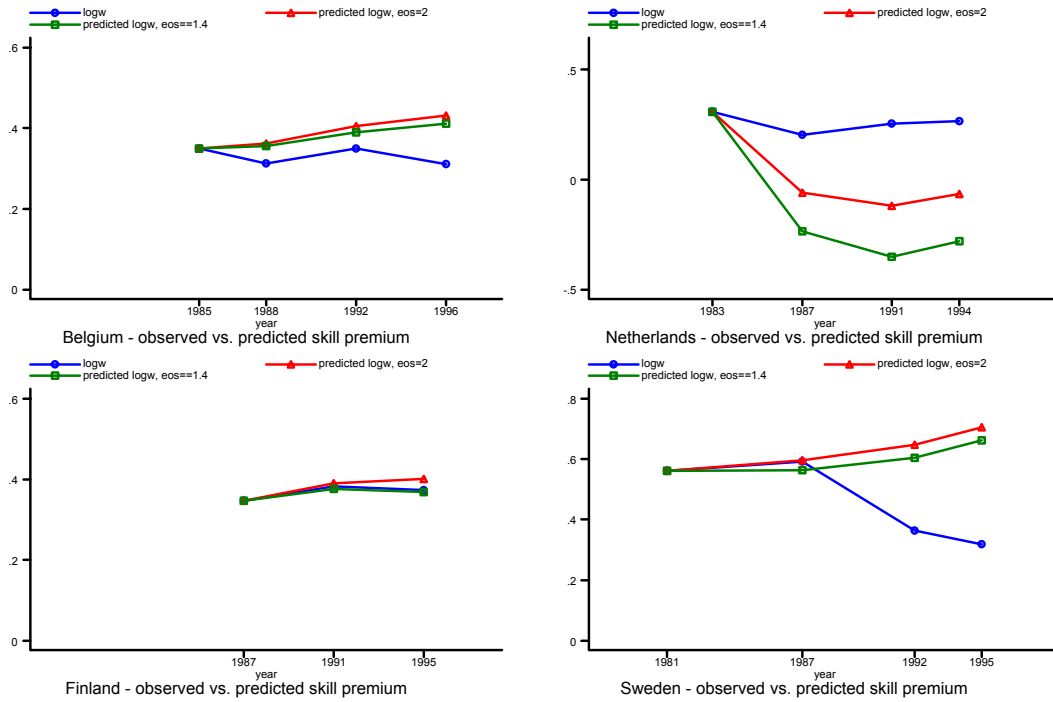 logw
predicted logw, eos=2
predicted logw, eos==1.4
.6
.4
.2
0
1985 1988 1992 1996
year
Belgium - observed vs. predicted skill premium
logw
predicted logw, eos=2
predicted logw, eos==1.4
.5
0
-.5
1983 1987 1991 1994
year
Netherlands - observed vs. predicted skill premium
logw
predicted logw, eos=2
predicted logw, eos==1.4
.6
.4
.2
0
1987 1991 1995
year
Finland - observed vs. predicted skill premium
logw
predicted logw, eos=2
predicted logw, eos==1.4
.8
.6
.4
.2
0
1981 1987 1992 1995
year
Sweden - observed vs. predicted skill premium